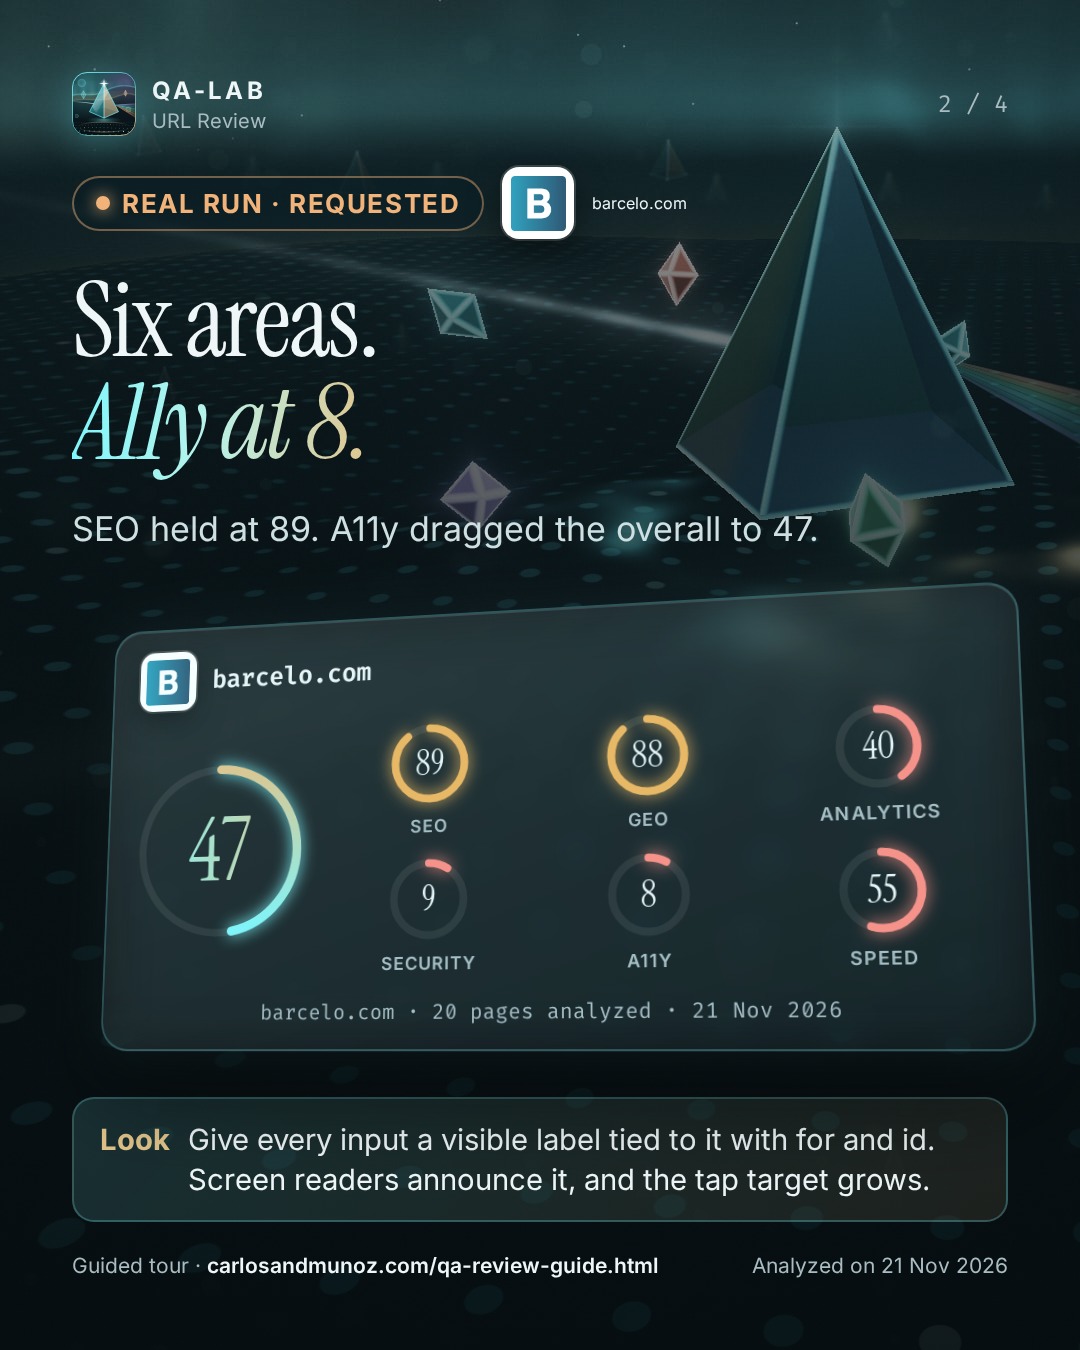 QA-LAB
URL Review
2 / 4
REAL RUN · REQUESTED
B
barcelo.com
Six areas.
A11y at 8.
SEO held at 89. A11y dragged the overall to 47.
B
barcelo.com
47
89
SEO
88
GEO
40
ANALYTICS
9
SECURITY
8
A11Y
55
SPEED
barcelo.com · 20 pages analyzed · 21 Nov 2026
Look
Give every input a visible label tied to it with for and id.
Screen readers announce it, and the tap target grows.
Guided tour · carlosandmunoz.com/qa-review-guide.html
Analyzed on 21 Nov 2026